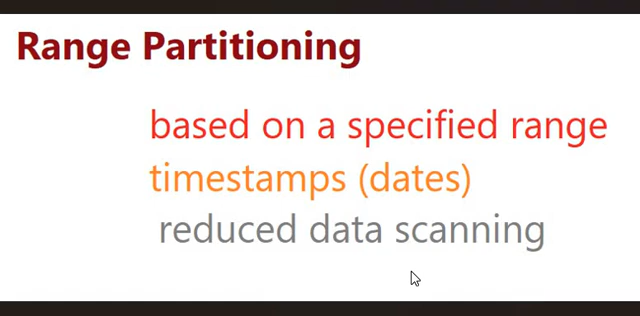 Range Partitioning
based on a specified range
timestamps (dates)
reduced data scanning